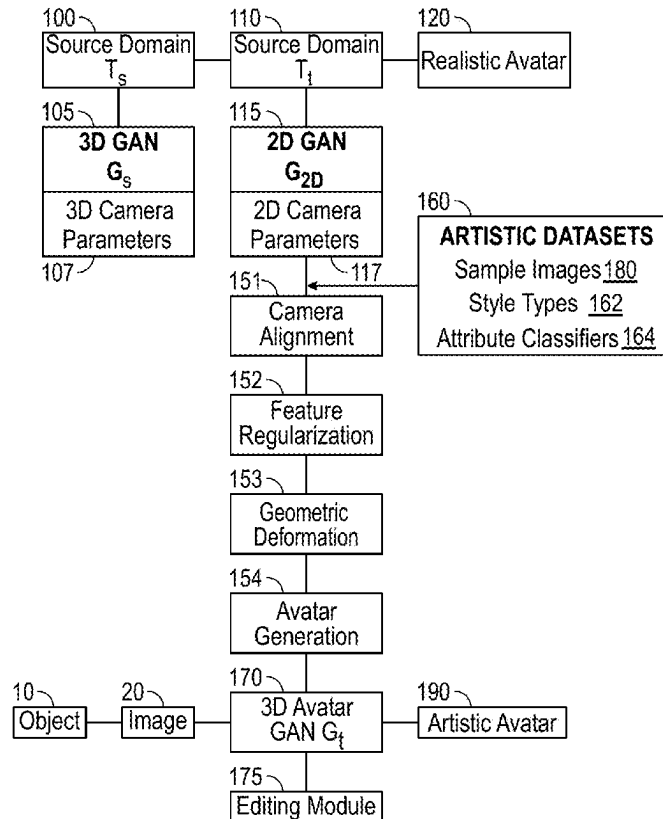 100
110
120
Source Domain
T_s
Source Domain
T_t
Realistic Avatar
105
115
3D GAN
G_s
2D GAN
G_2D
3D Camera
Parameters
2D Camera
Parameters
107
117
160
ARTISTIC DATASETS
Sample Images 180
Style Types 162
Attribute Classifiers 164
151
Camera
Alignment
152
Feature
Regularization
153
Geometric
Deformation
154
Avatar
Generation
10
20
170
190
Object
Image
3D Avatar
GAN G_t
Artistic Avatar
175
Editing Module